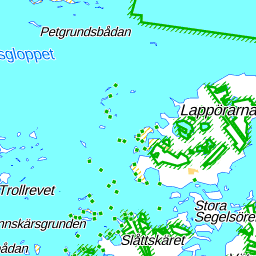 Petgrundsbådan
sgloppet
Lappörarna
Trollrevet
Stora
Segelsöre
nnskärsgrunden
Slåttskäret
ådan